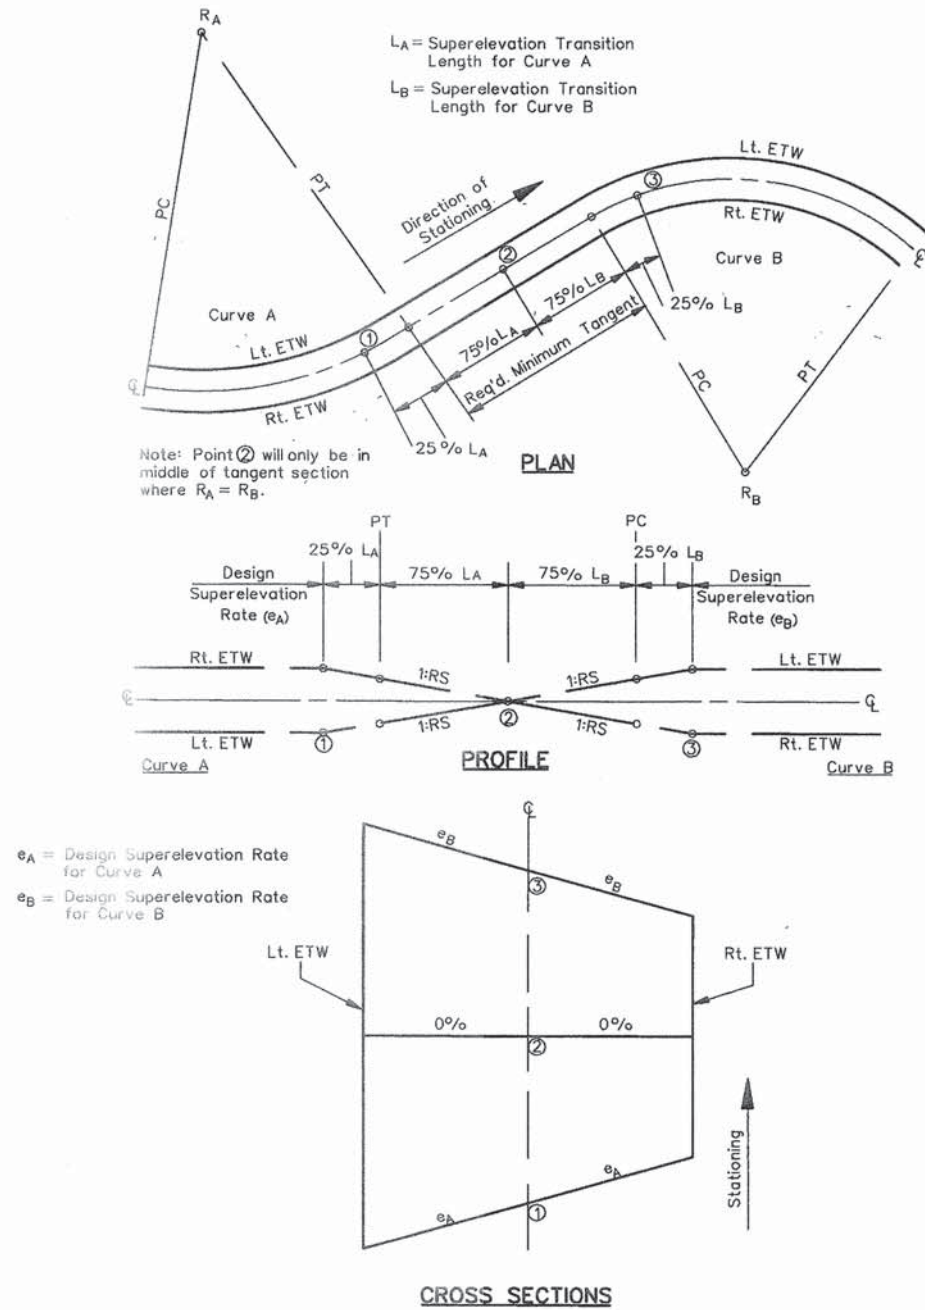 R_A
L_A = Superelevation Transition
Length for Curve A
L_B = Superelevation Transition
Length for Curve B
Lt. ETW
③
Rt. ETW
PC
PT
Direction of
Stationing.
②
75% L_B
Curve B
℄
Curve A
75% L_A
25% L_B
①
Lt. ETW
Req'd. Minimum Tangent
PC
PT
℄
Rt. ETW
25% L_A
Note: Point ② will only be in
middle of tangent section
where R_A = R_B.
PLAN
R_B
PT
PC
25% L_A
25% L_B
Design
75% L_A
75% L_B
Design
Superelevation
Rate (e_A)
Superelevation
Rate (e_B)
Rt. ETW
Lt. ETW
1:RS
1:RS
℄
℄
1:RS
②
1:RS
Lt. ETW
①
③
Rt. ETW
Curve A
PROFILE
Curve B
℄
e_A = Design Superelevation Rate
for Curve A
e_B = Design Superelevation Rate
for Curve B
e_B
③
e_B
Lt. ETW
Rt. ETW
0%
0%
②
Stationing
e_A
e_A
①
CROSS SECTIONS